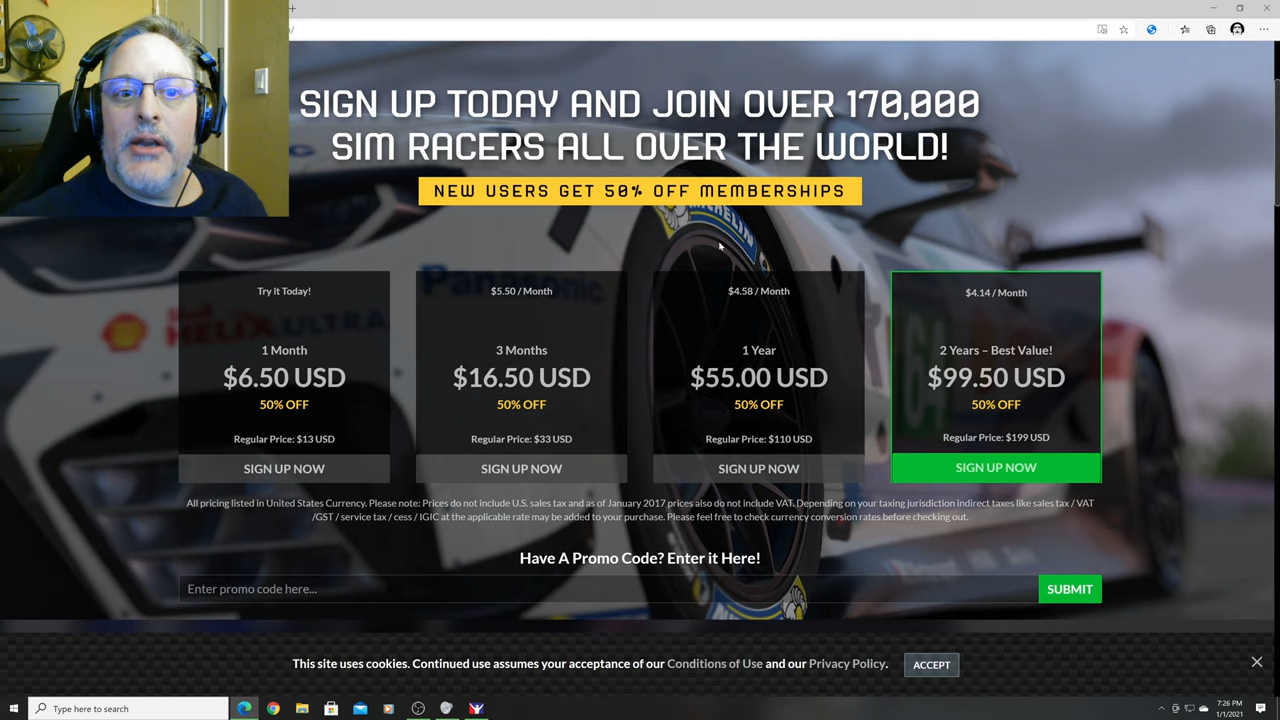 SIGN UP TODAY AND JOIN OVER 170,000
SIM RACERS ALL OVER THE WORLD!
NEW USERS GET 50% OFF MEMBERSHIPS
MICHELIN
Panasonic
HELIX ULTRA
64
Try it Today!
1 Month
$6.50 USD
50% OFF
Regular Price: $13 USD
SIGN UP NOW
$5.50 / Month
3 Months
$16.50 USD
50% OFF
Regular Price: $33 USD
SIGN UP NOW
$4.58 / Month
1 Year
$55.00 USD
50% OFF
Regular Price: $110 USD
SIGN UP NOW
$4.14 / Month
2 Years – Best Value!
$99.50 USD
50% OFF
Regular Price: $199 USD
SIGN UP NOW
All pricing listed in United States Currency. Please note: Prices do not include U.S. sales tax and as of January 2017 prices also do not include VAT. Depending on your taxing jurisdiction indirect taxes like sales tax / VAT
/GST / service tax / cess / IGIC at the applicable rate may be added to your purchase. Please feel free to check currency conversion rates before checking out.
Have A Promo Code? Enter it Here!
Enter promo code here...
SUBMIT
This site uses cookies. Continued use assumes your acceptance of our Conditions of Use and our Privacy Policy.
ACCEPT
Type here to search
7:26 PM
1/1/2021